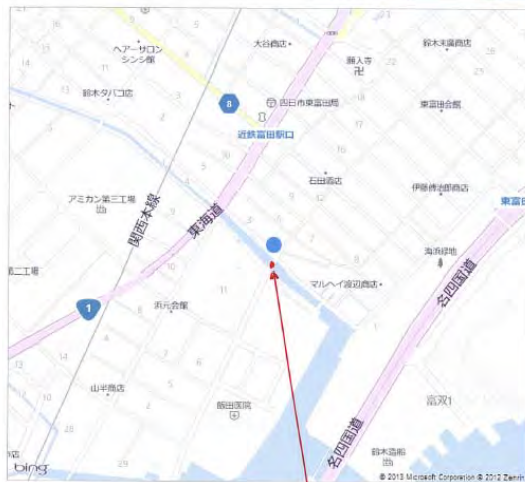 ヘアーサロン
シンシ館
大谷商店
鈴木末廣商店
願入寺
鈴木タバコ店
8
四日市東富田局
東富田会館
近鉄富田駅口
石田酒店
伊藤傳治郎商店
東富田
アミカン第三工場
関西本線
東海道
海浜緑地
第二工場
マルヘイ渡辺商店
名四国道
1
浜元会館
山半商店
飯田医院
富双1
名四国道
鈴木造船
bing
© 2013 Microsoft Corporation © 2012 Zenrin